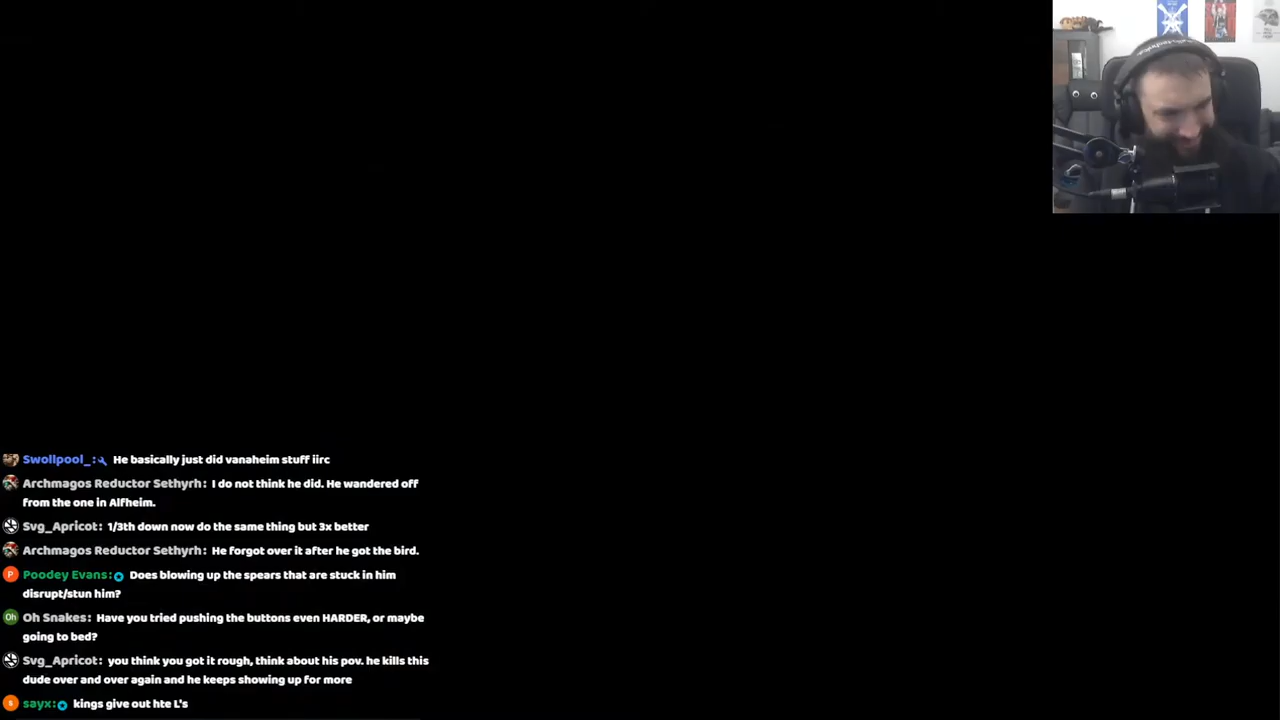 Swollpool_: He basically just did vanaheim stuff iirc
Archmagos Reductor Sethyrh: I do not think he did. He wandered off
from the one in Alfheim.
Svg_Apricot: 1/3th down now do the same thing but 3x better
Archmagos Reductor Sethyrh: He forgot over it after he got the bird.
P Poodey Evans: Does blowing up the spears that are stuck in him
disrupt/stun him?
Oh Oh Snakes: Have you tried pushing the buttons even HARDER, or maybe
going to bed?
Svg_Apricot: you think you got it rough, think about his pov. he kills this
dude over and over again and he keeps showing up for more
s sayx: kings give out hte L's